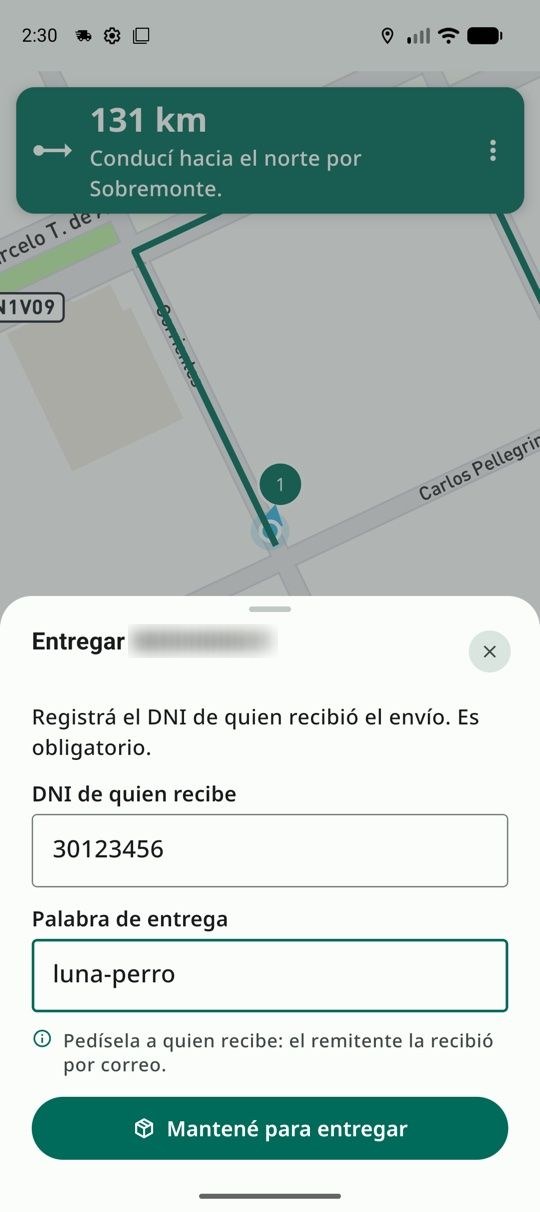 2:30
131 km
Conducí hacia el norte por
Sobremonte.
N1V09
Corrientes
1
Carlos Pellegrin
Entregar
Registrá el DNI de quien recibió el envío. Es
obligatorio.
DNI de quien recibe
30123456
Palabra de entrega
luna-perro
Pedísela a quien recibe: el remitente la recibió
por correo.
Mantené para entregar